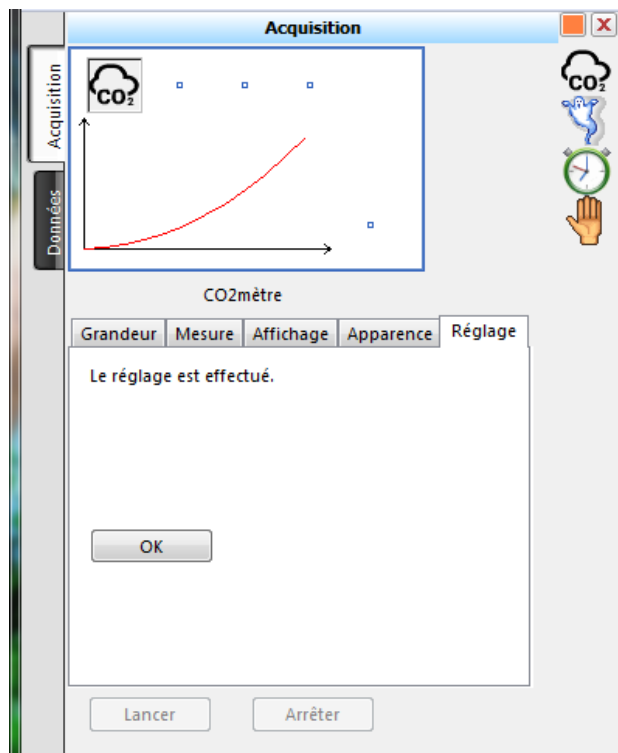 Acquisition
Acquisition
Données
CO2
CO2
CO2mètre
Grandeur Mesure Affichage Apparence Réglage
Le réglage est effectué.
OK
Lancer Arrêter